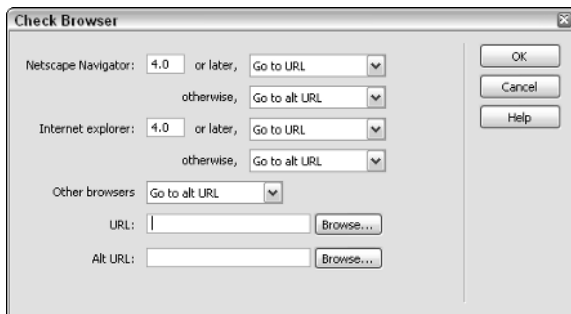 Check Browser
Netscape Navigator: 4.0 or later, Go to URL
otherwise, Go to alt URL
Internet explorer: 4.0 or later, Go to URL
otherwise, Go to alt URL
Other browsers Go to alt URL
URL: Browse...
Alt URL: Browse...
OK
Cancel
Help